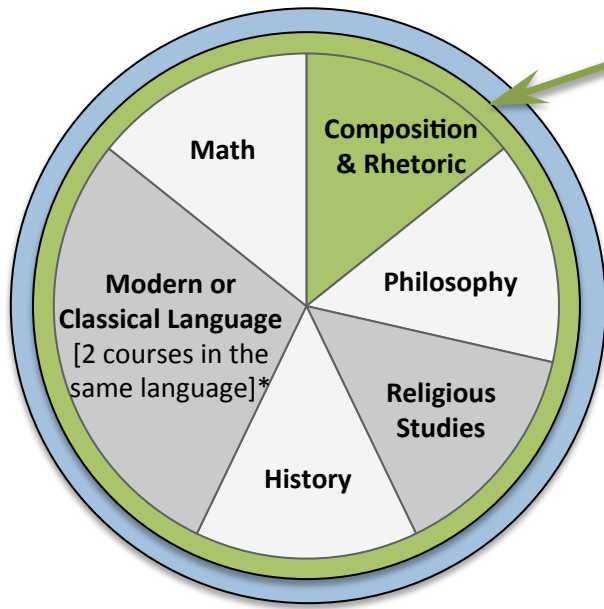 Math
Composition
& Rhetoric
Philosophy
Modern or
Classical Language
[2 courses in the
same language]*
Religious
Studies
History